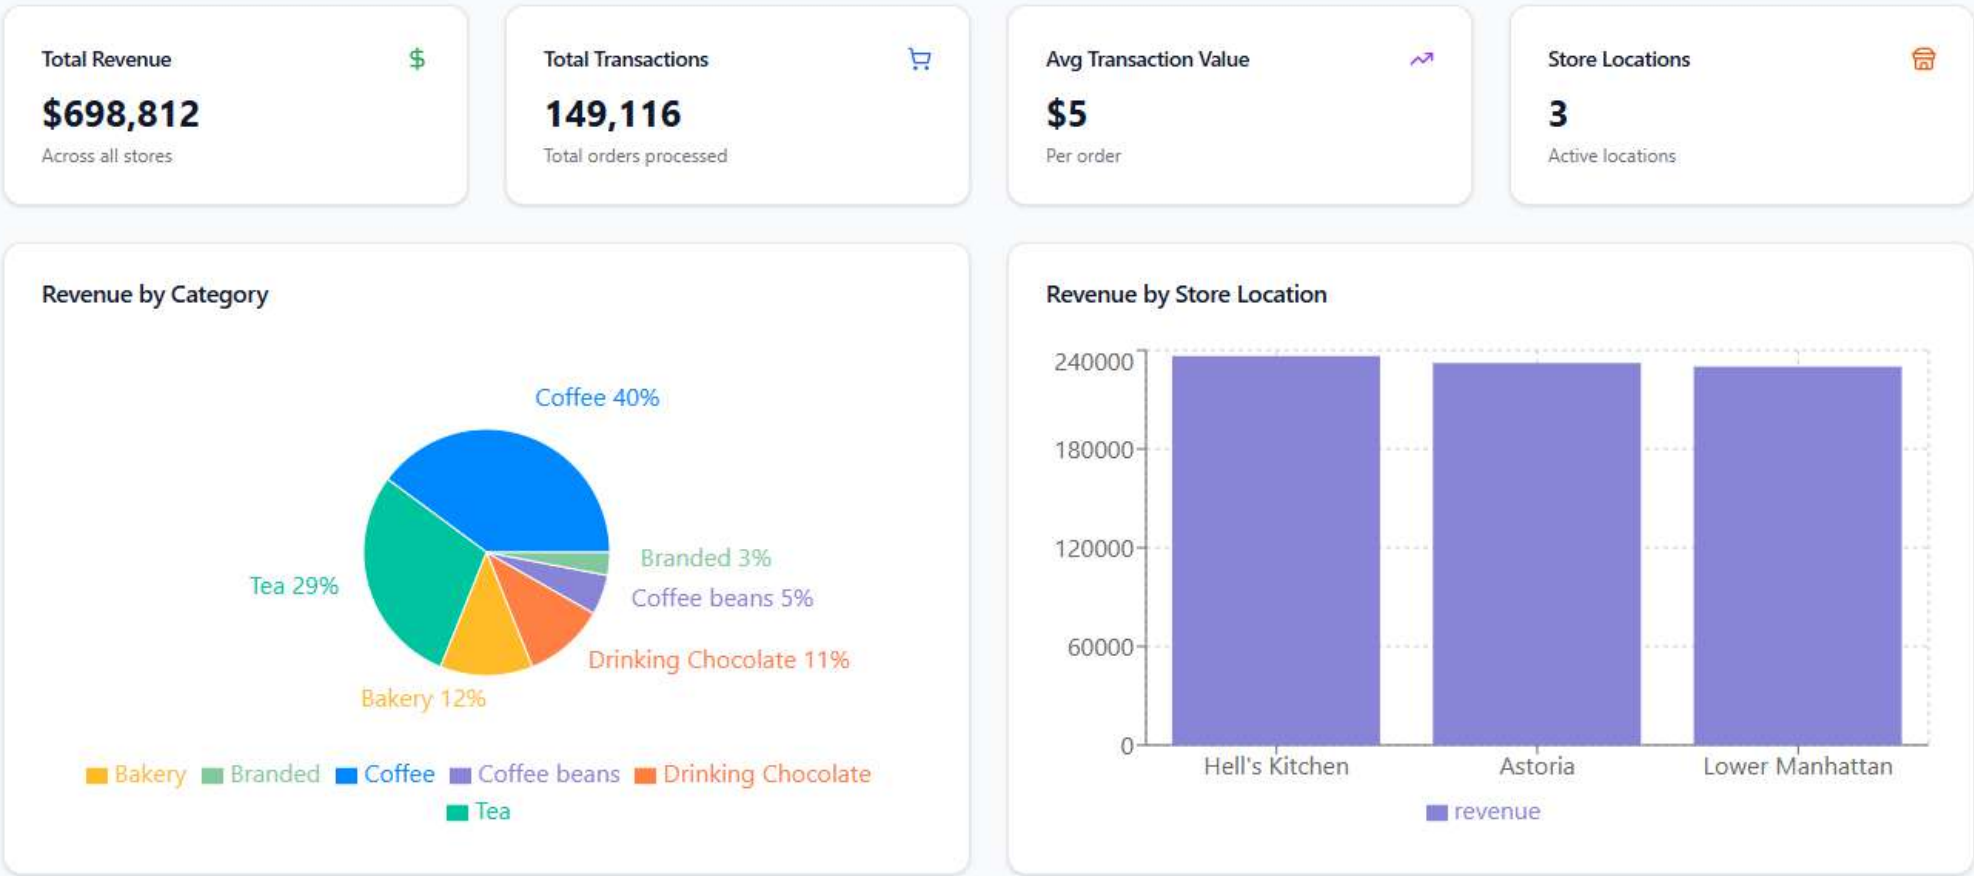 Total Revenue
$698,812
Across all stores
Total Transactions
149,116
Total orders processed
Avg Transaction Value
$5
Per order
Store Locations
3
Active locations
Revenue by Category
Coffee 40%
Branded 3%
Tea 29%
Coffee beans 5%
Drinking Chocolate 11%
Bakery 12%
Bakery Branded Coffee Coffee beans Drinking Chocolate
Tea
Revenue by Store Location
240000
180000
120000
60000
0
Hell's Kitchen Astoria Lower Manhattan
revenue